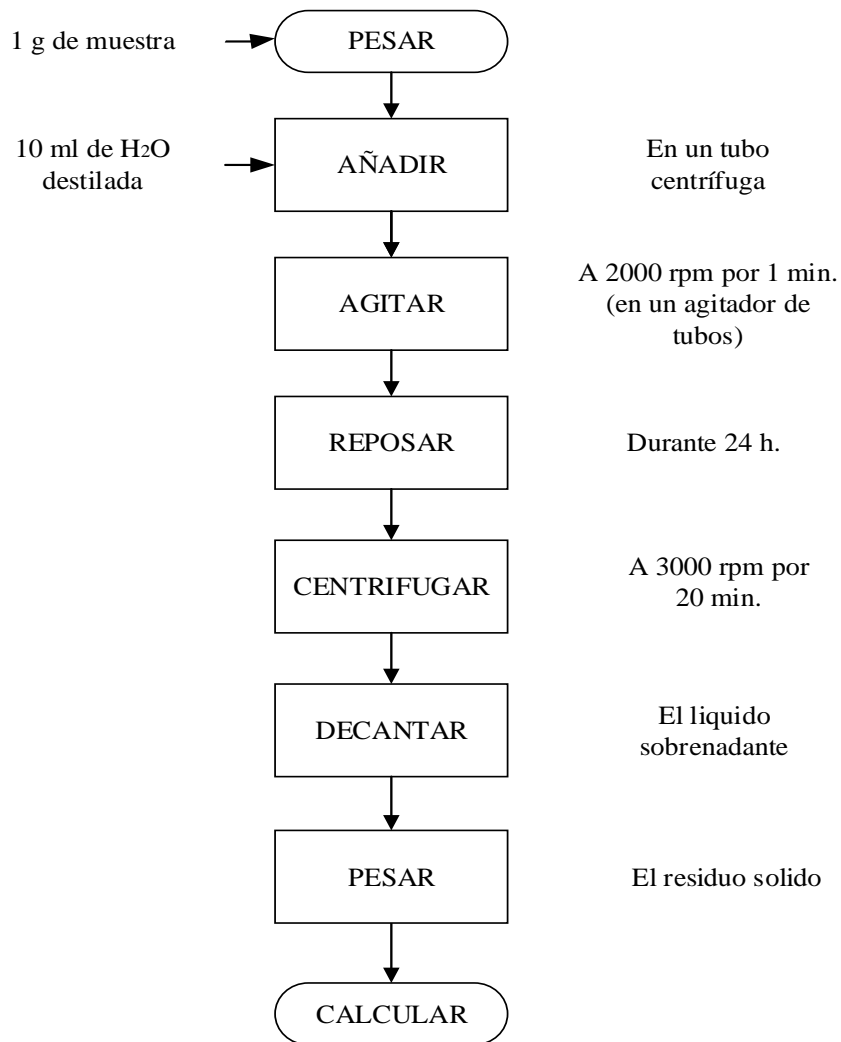 1 g de muestra
PESAR
10 ml de H2O
destilada
AÑADIR
En un tubo
centrífuga
AGITAR
A 2000 rpm por 1 min.
(en un agitador de
tubos)
REPOSAR
Durante 24 h.
CENTRIFUGAR
A 3000 rpm por
20 min.
DECANTAR
El liquido
sobrenadante
PESAR
El residuo solido
CALCULAR